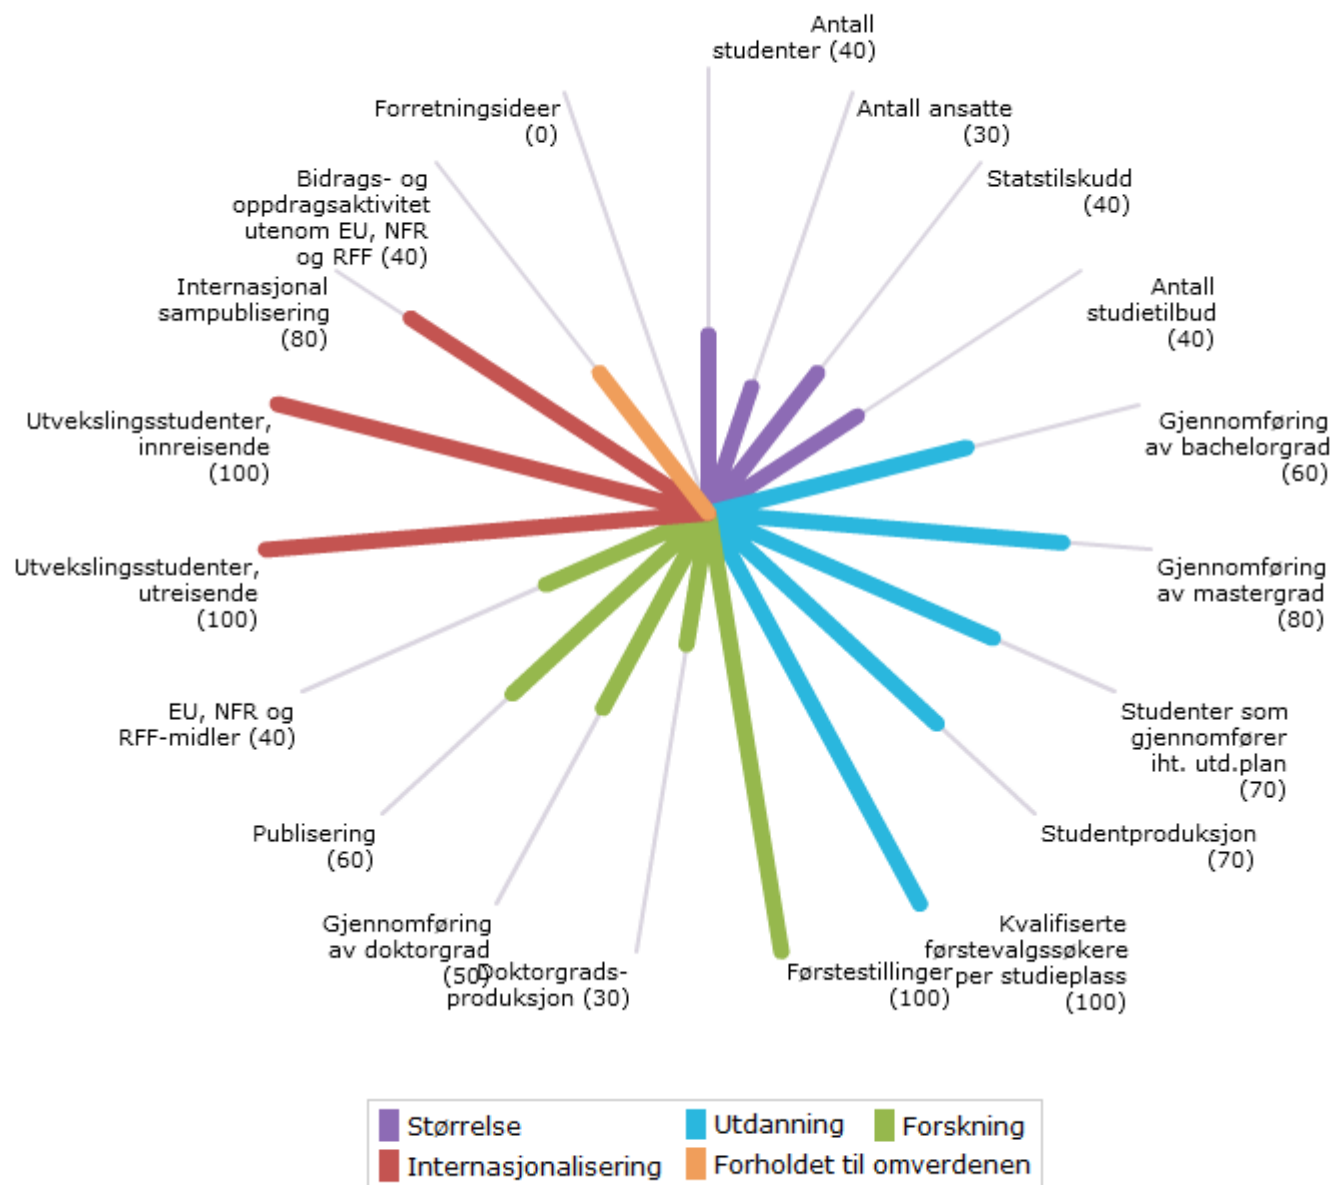 Antall
studenter (40)
Antall ansatte
(30)
Statstilskudd
(40)
Antall
studietilbud
(40)
Gjennomføring
av bachelorgrad
(60)
Gjennomføring
av mastergrad
(80)
Studenter som
gjennomfører
iht. utd.plan
(70)
Studentproduksjon
(70)
Kvalifiserte
førstevalgssøkere
per studieplass
(100)
Førstestillinger
(100)
Doktorgrads-
produksjon (30)
Gjennomføring
av doktorgrad
(50)
Publisering
(60)
EU, NFR og
RFF-midler (40)
Utvekslingsstudenter,
utreisende
(100)
Utvekslingsstudenter,
innreisende
(100)
Internasjonal
sampublisering
(80)
Bidrags- og
oppdragsaktivitet
utenom EU, NFR
og RFF (40)
Forretningsideer
(0)
Størrelse
Utdanning
Forskning
Internasjonalisering
Forholdet til omverdenen